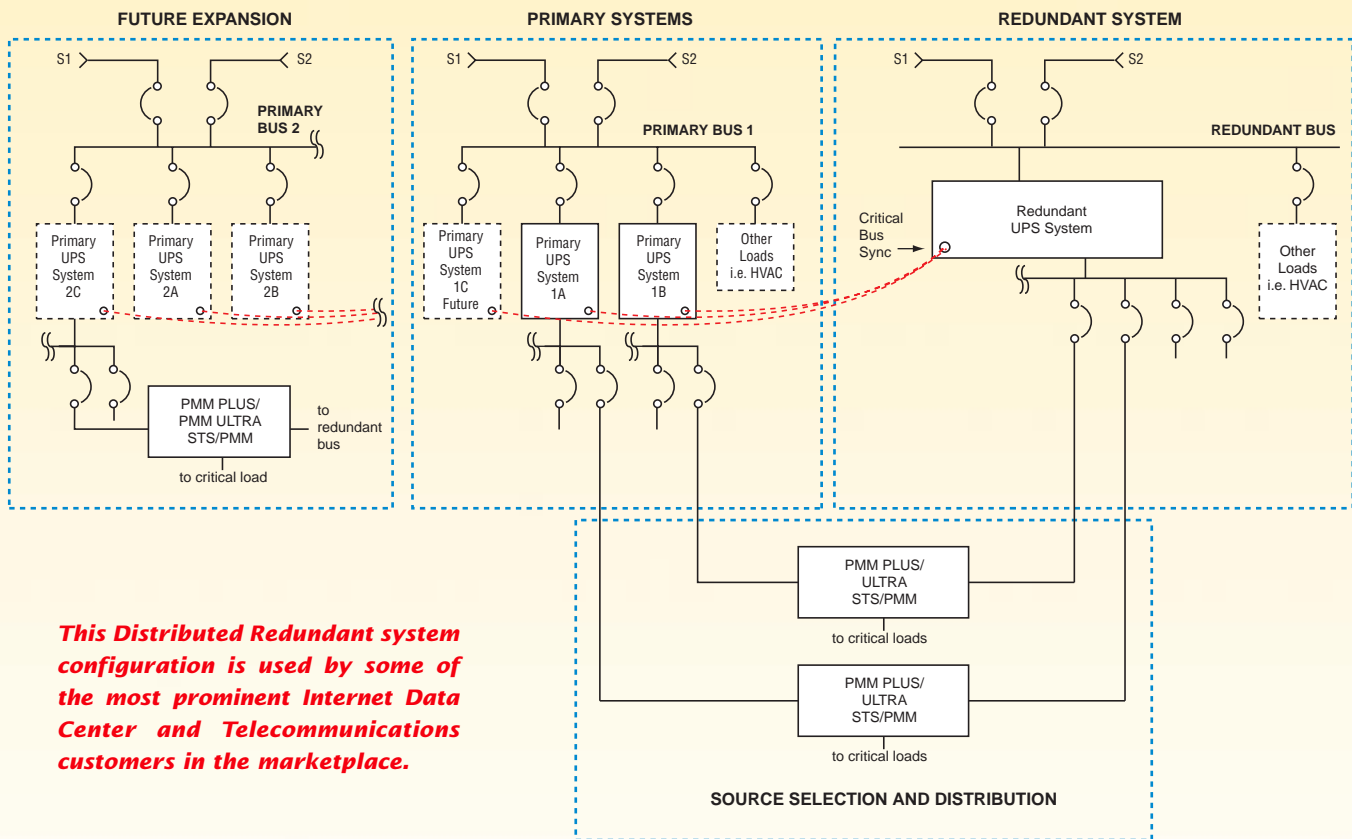 FUTURE EXPANSION
S1
S2
PRIMARY
BUS 2
Primary
UPS
System
2C
Primary
UPS
System
2A
Primary
UPS
System
2B
PMM PLUS/
PMM ULTRA
STS/PMM
to
redundant
bus
to critical load
PRIMARY SYSTEMS
S1
S2
PRIMARY BUS 1
Primary
UPS
System
1C
Future
Primary
UPS
System
1A
Primary
UPS
System
1B
Other
Loads
i.e. HVAC
REDUNDANT SYSTEM
S1
S2
REDUNDANT BUS
Critical
Bus
Sync
Redundant
UPS System
Other
Loads
i.e. HVAC
PMM PLUS/
ULTRA
STS/PMM
to critical loads
PMM PLUS/
ULTRA
STS/PMM
to critical loads
SOURCE SELECTION AND DISTRIBUTION
This Distributed Redundant system
configuration is used by some of
the most prominent Internet Data
Center and Telecommunications
customers in the marketplace.